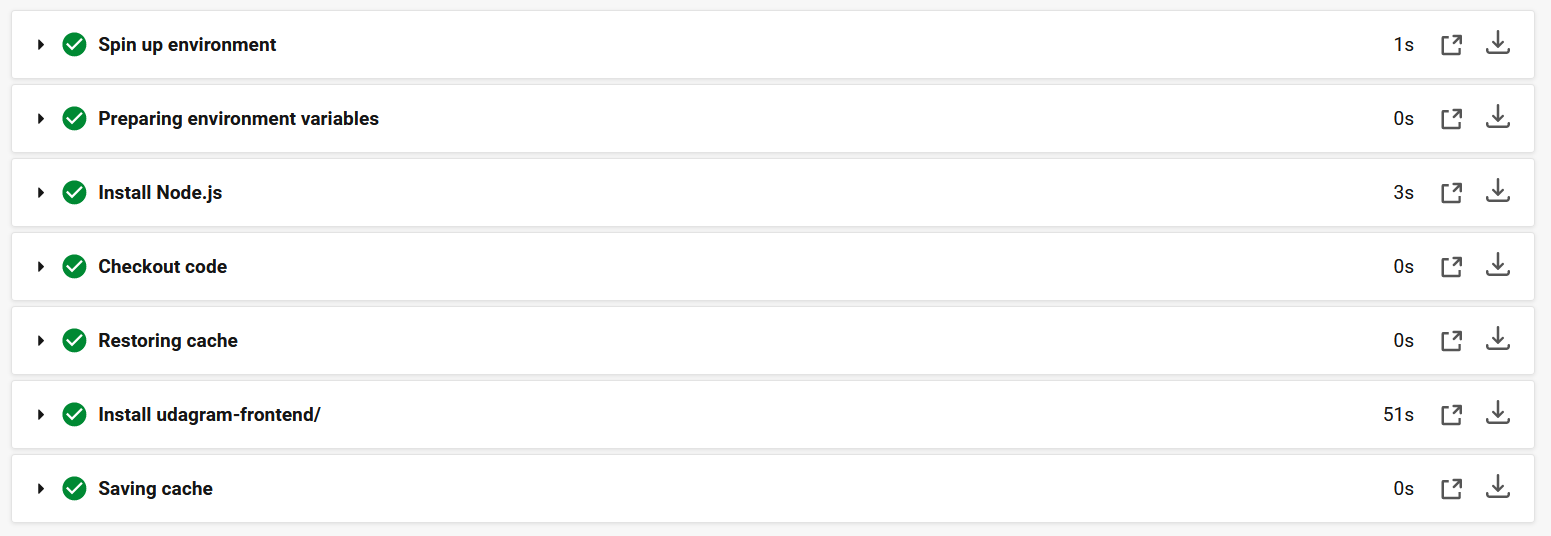 Spin up environment 1s
Preparing environment variables 0s
Install Node.js 3s
Checkout code 0s
Restoring cache 0s
Install udagram-frontend/ 51s
Saving cache 0s